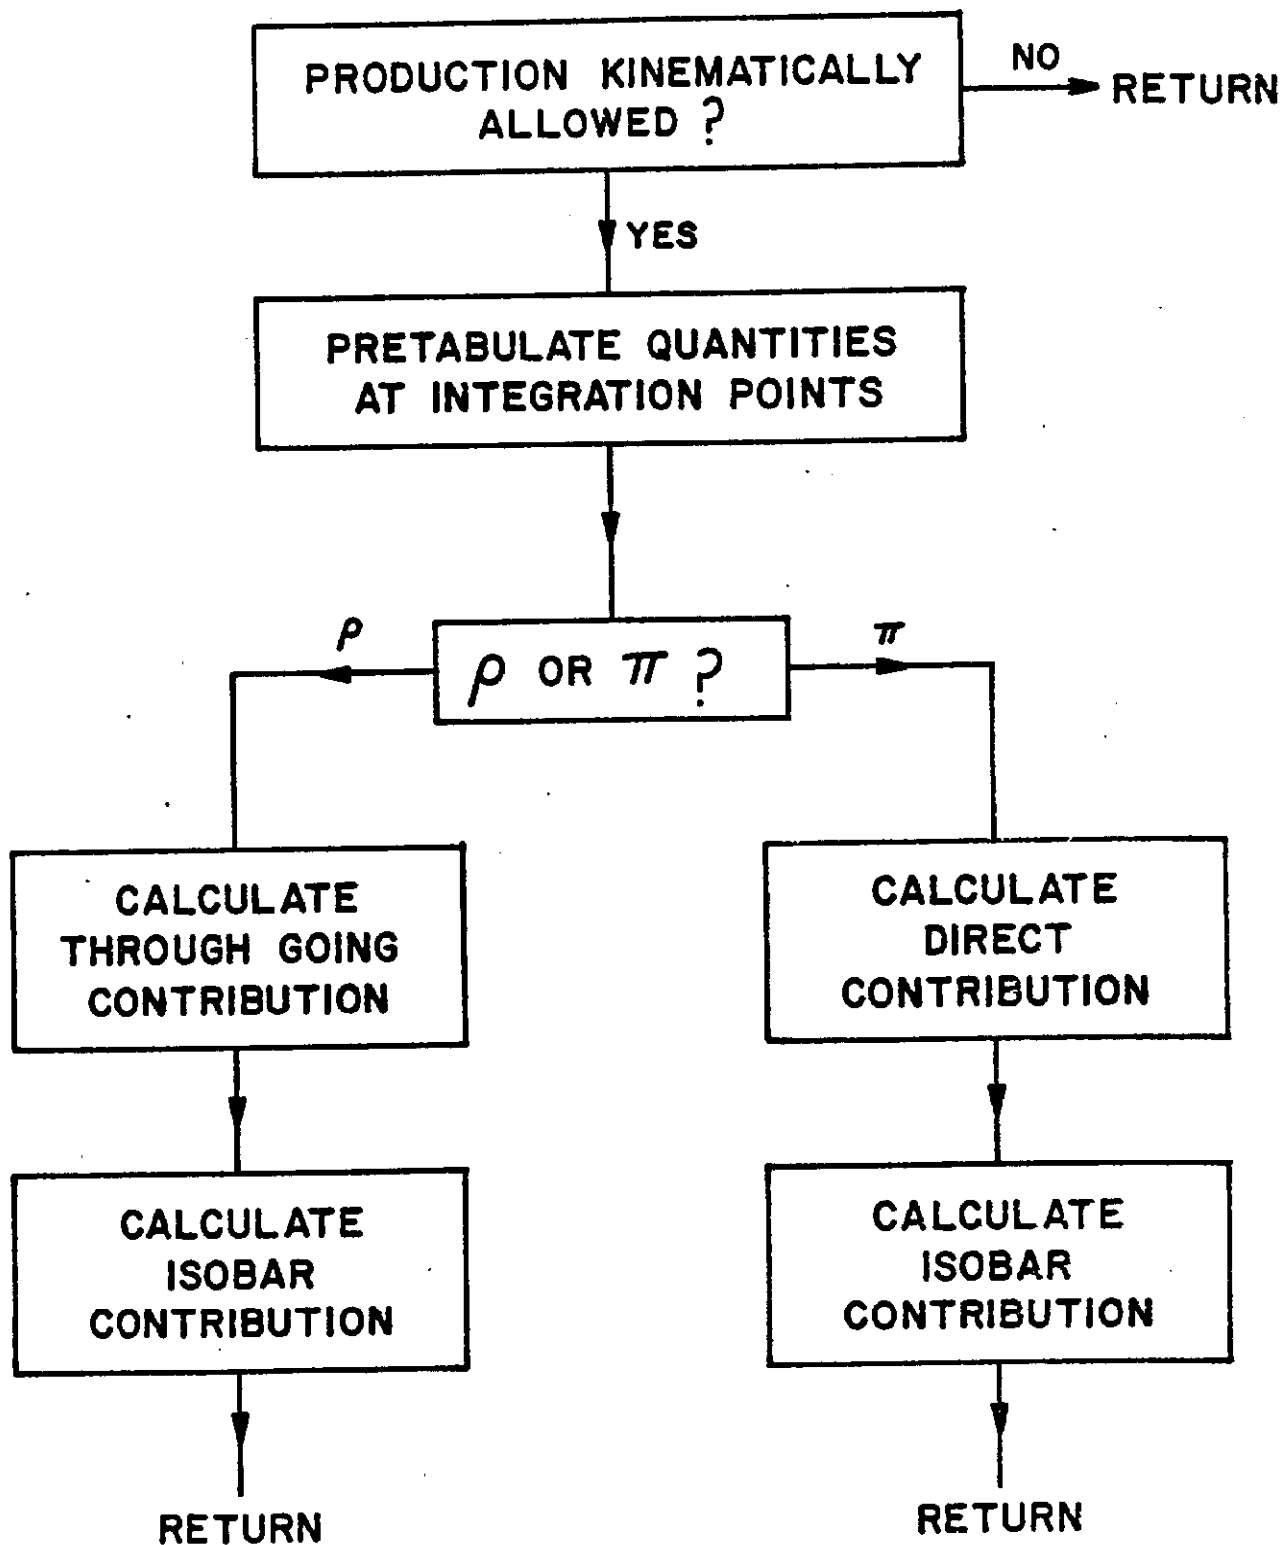 PRODUCTION KINEMATICALLY
ALLOWED ?
NO
RETURN
YES
PRETABULATE QUANTITIES
AT INTEGRATION POINTS
ρ
ρ OR π ?
π
CALCULATE
THROUGH GOING
CONTRIBUTION
CALCULATE
DIRECT
CONTRIBUTION
CALCULATE
ISOBAR
CONTRIBUTION
CALCULATE
ISOBAR
CONTRIBUTION
RETURN
RETURN